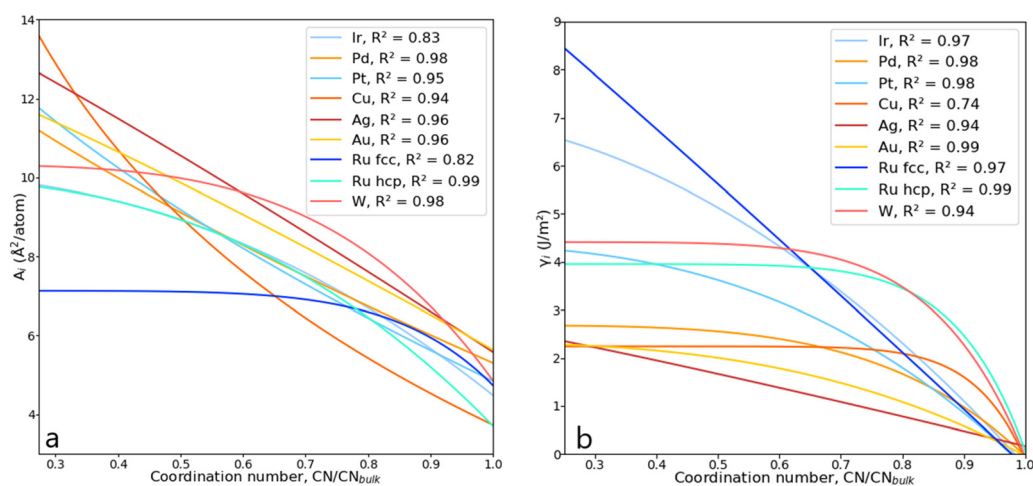 14
12
10
8
6
4
A𝑖 (Å²/atom)
Ir, R² = 0.83
Pd, R² = 0.98
Pt, R² = 0.95
Cu, R² = 0.94
Ag, R² = 0.96
Au, R² = 0.96
Ru fcc, R² = 0.82
Ru hcp, R² = 0.99
W, R² = 0.98
a
0.3 0.4 0.5 0.6 0.7 0.8 0.9 1.0
Coordination number, CN/CN𝑏𝑢𝑙𝑘
9
8
7
6
5
4
3
2
1
0
γ𝑖 (J/m²)
Ir, R² = 0.97
Pd, R² = 0.98
Pt, R² = 0.98
Cu, R² = 0.74
Ag, R² = 0.94
Au, R² = 0.99
Ru fcc, R² = 0.97
Ru hcp, R² = 0.99
W, R² = 0.94
b
0.3 0.4 0.5 0.6 0.7 0.8 0.9 1.0
Coordination number, CN/CN𝑏𝑢𝑙𝑘